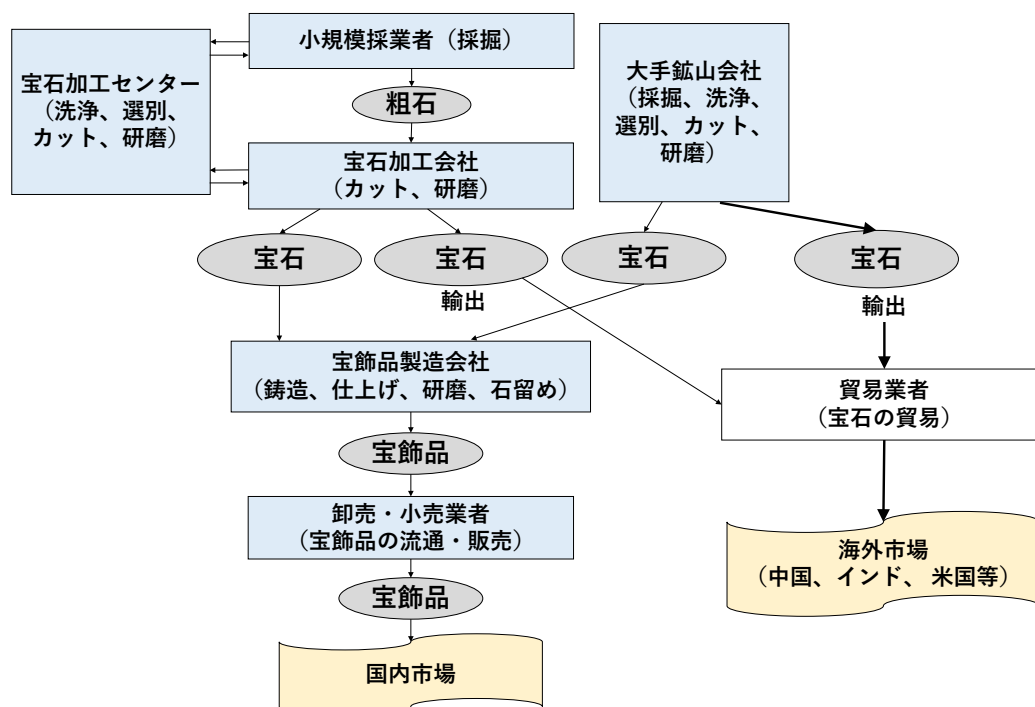 小規模採業者（採掘）
宝石加工センター
（洗浄、選別、
カット、研磨）
大手鉱山会社
（採掘、洗浄、
選別、カット、
研磨）
粗石
宝石加工会社
（カット、研磨）
宝石
宝石
宝石
宝石
輸出
輸出
宝飾品製造会社
（鋳造、仕上げ、研磨、石留め）
貿易業者
（宝石の貿易）
宝飾品
卸売・小売業者
（宝飾品の流通・販売）
海外市場
（中国、インド、 米国等）
宝飾品
国内市場